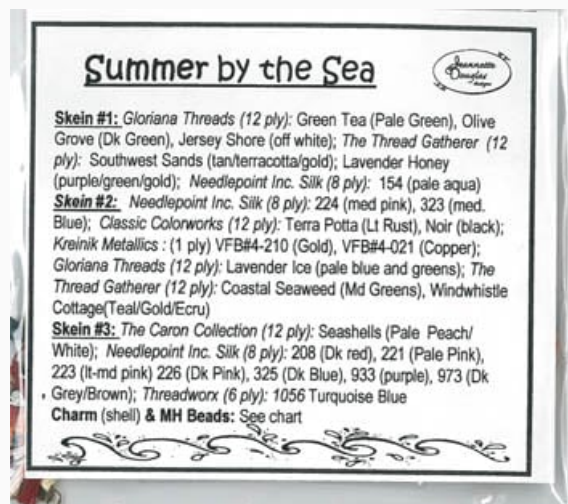 Summer by the Sea
Jeannette
Douglas
designs
Skein #1: Gloriana Threads (12 ply): Green Tea (Pale Green), Olive
Grove (Dk Green), Jersey Shore (off white); The Thread Gatherer (12
ply): Southwest Sands (tan/terracotta/gold); Lavender Honey
(purple/green/gold); Needlepoint Inc. Silk (8 ply): 154 (pale aqua)
Skein #2: Needlepoint Inc. Silk (8 ply): 224 (med pink), 323 (med.
Blue); Classic Colorworks (12 ply): Terra Potta (Lt Rust), Noir (black);
Kreinik Metallics : (1 ply) VFB#4-210 (Gold), VFB#4-021 (Copper);
Gloriana Threads (12 ply): Lavender Ice (pale blue and greens); The
Thread Gatherer (12 ply): Coastal Seaweed (Md Greens), Windwhistle
Cottage(Teal/Gold/Ecru)
Skein #3: The Caron Collection (12 ply): Seashells (Pale Peach/
White); Needlepoint Inc. Silk (8 ply): 208 (Dk red), 221 (Pale Pink),
223 (lt-md pink) 226 (Dk Pink), 325 (Dk Blue), 933 (purple), 973 (Dk
Grey/Brown); Threadworx (6 ply): 1056 Turquoise Blue
Charm (shell) & MH Beads: See chart